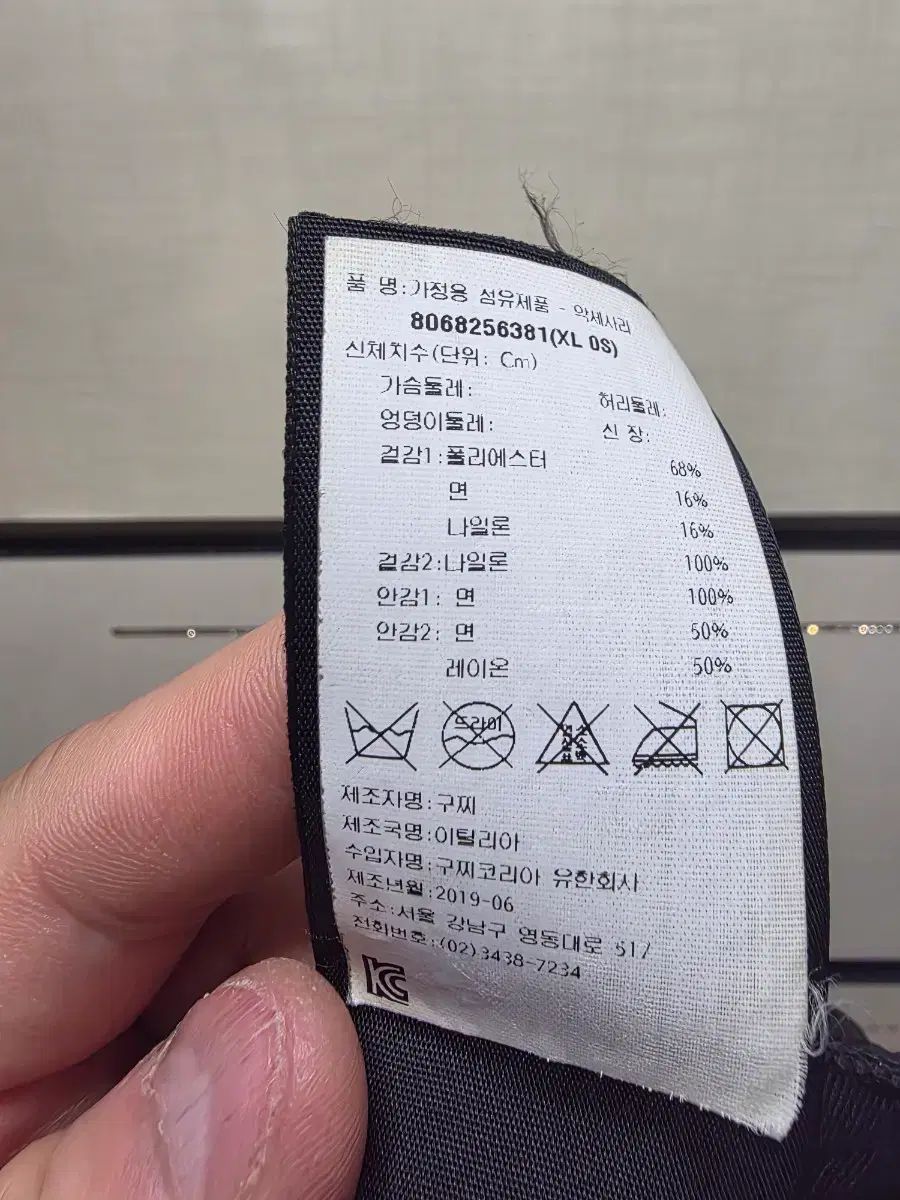 품 명:가정용 섬유제품 - 악세사리
8068256381(XL 0S)
신체치수(단위: Cm)
가슴둘레: 허리둘레:
엉덩이둘레: 신 장:
겉감1:폴리에스터 68%
면 16%
나일론 16%
겉감2:나일론 100%
안감1: 면 100%
안감2: 면 50%
레이온 50%
드라이
제조자명:구찌
제조국명:이탈리아
수입자명:구찌코리아 유한회사
제조년월:2019-06
주소:서울 강남구 영동대로 517
전화번호:(02)3438-7234
KC